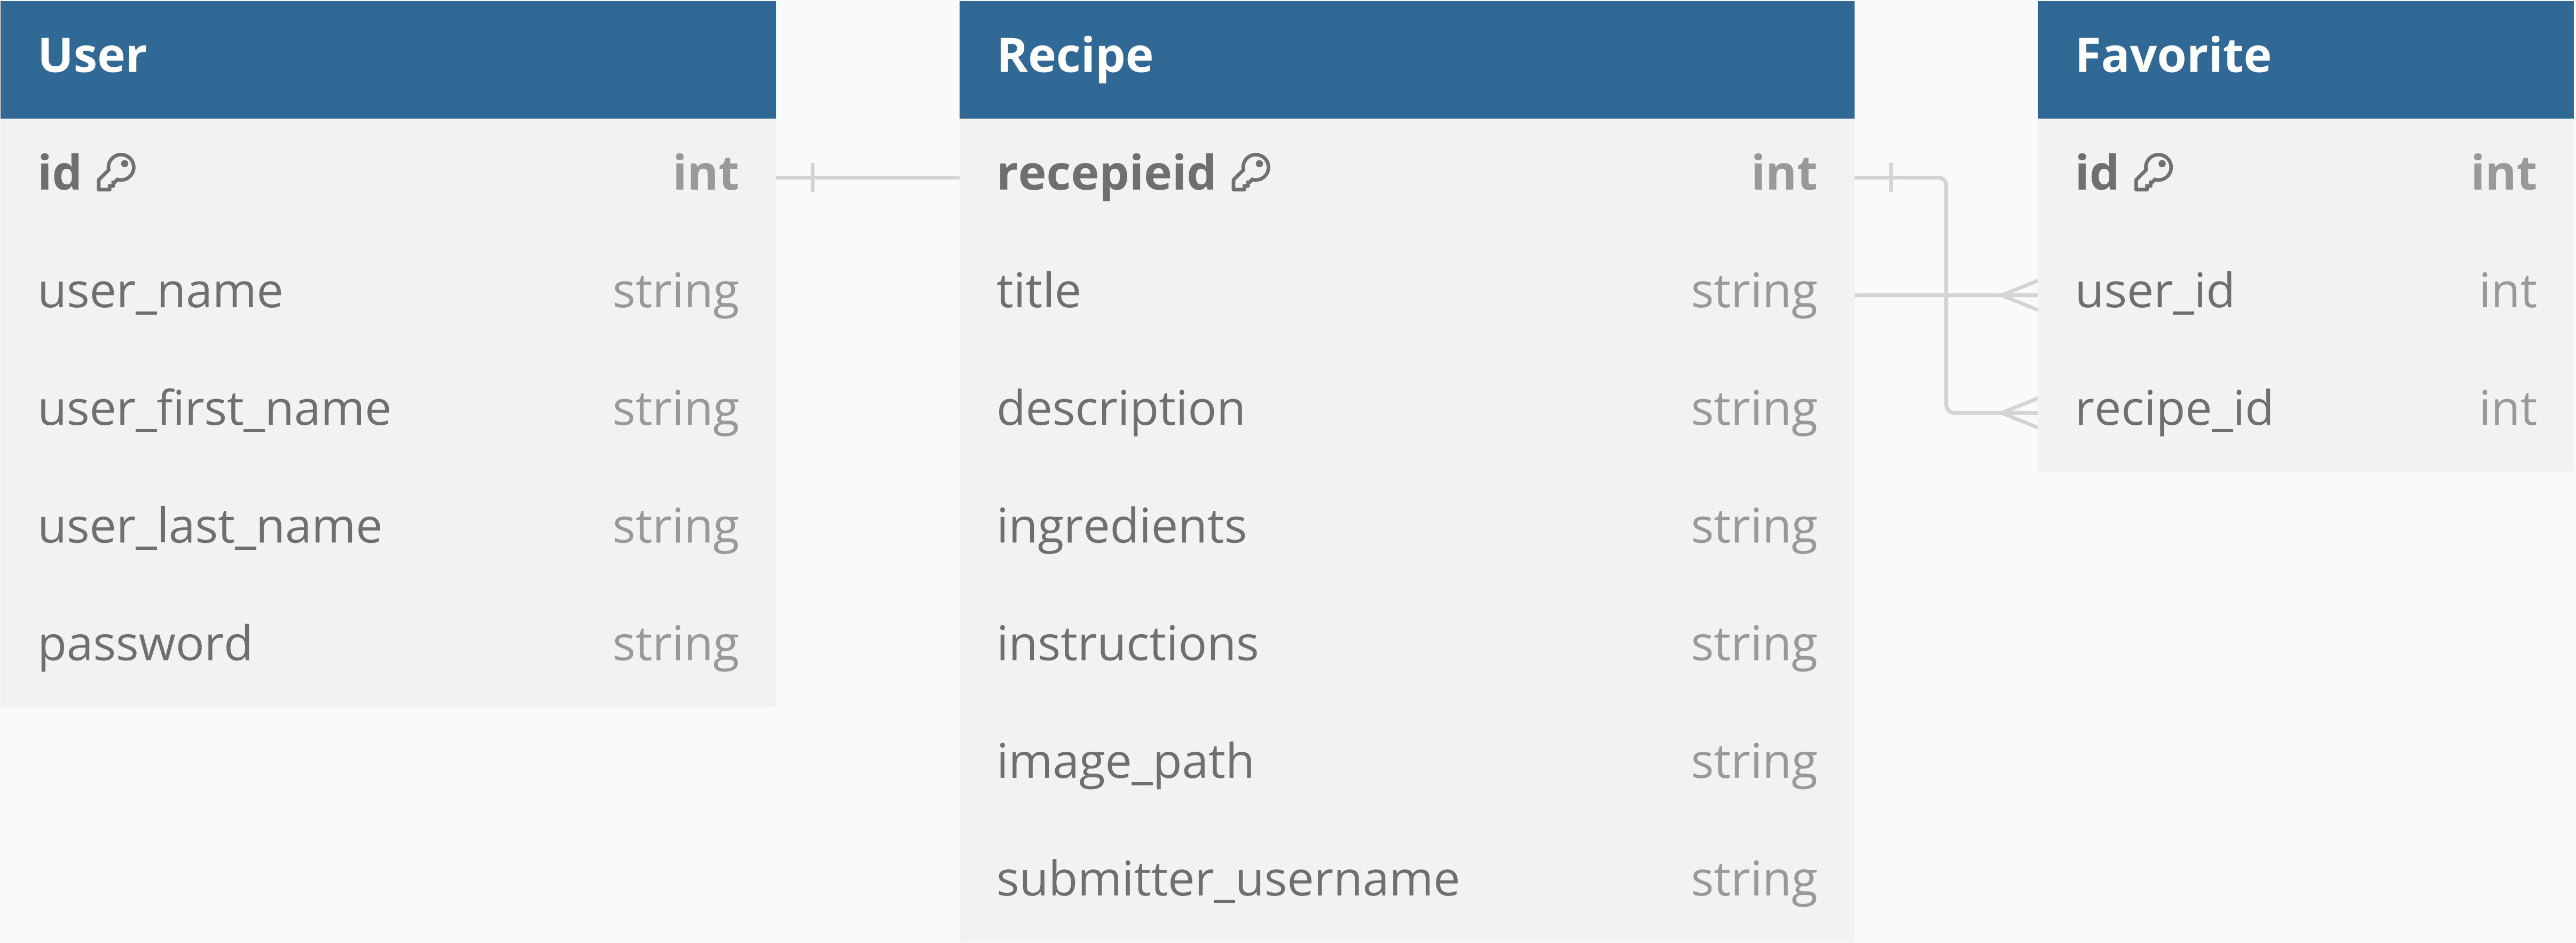 User
id int
user_name string
user_first_name string
user_last_name string
password string
Recipe
recepieid int
title string
description string
ingredients string
instructions string
image_path string
submitter_username string
Favorite
id int
user_id int
recipe_id int